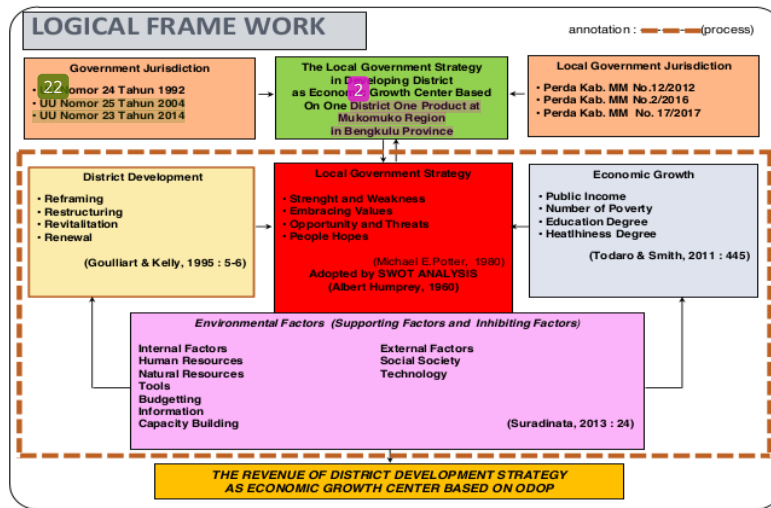 LOGICAL FRAME WORK
annotation : (process)
Government Jurisdiction
22
Nomor 24 Tahun 1992
UU Nomor 25 Tahun 2004
• UU Nomor 23 Tahun 2014
The Local Government Strategy
in Developing District
as Economic Growth Center Based
2
On One District One Product at
Mukomuko Region
in Bengkulu Province
Local Government Jurisdiction
• Perda Kab. MM No.12/2012
• Perda Kab. MM No.2/2016
• Perda Kab. MM No. 17/2017
District Development
• Reframing
• Restructuring
• Revitilitation
• Renewal
(Goulliart & Kelly, 1995 : 5-6)
Local Government Strategy
• Strenght and Weakness
• Embracing Values
• Opportunity and Threats
• People Hopes
(Michael E.Potter, 1980)
Adopted by SWOT ANALYSIS
(Albert Humprey, 1960)
Economic Growth
• Public Income
• Number of Poverty
• Education Degree
• Heatlhiness Degree
(Todaro & Smith, 2011 : 445)
Environmental Factors (Supporting Factors and Inhibiting Factors)
Internal Factors
Human Resources
Natural Resources
Tools
Budgetting
Information
Capacity Building
External Factors
Social Society
Technology
(Suradinata, 2013 : 24)
THE REVENUE OF DISTRICT DEVELOPMENT STRATEGY
AS ECONOMIC GROWTH CENTER BASED ON ODOP